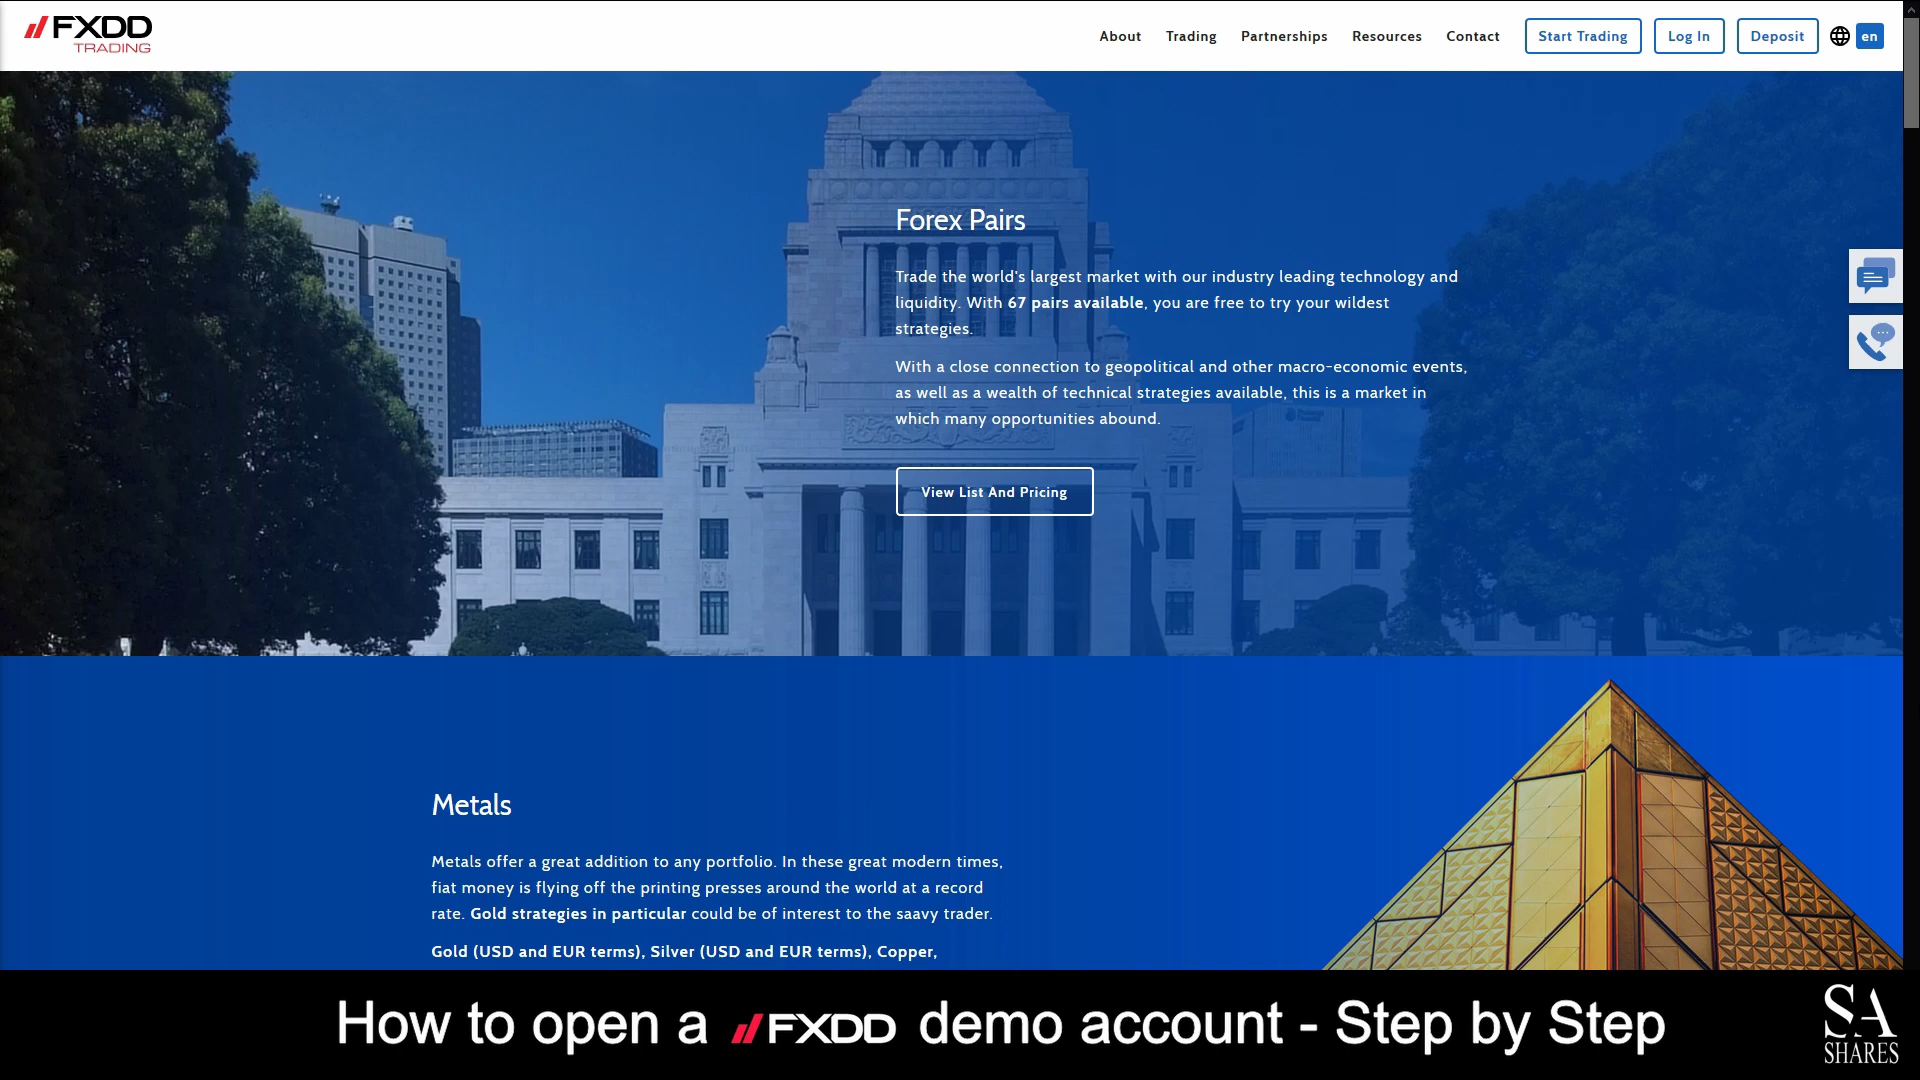 FXDD
TRADING
About
Trading
Partnerships
Resources
Contact
Start Trading
Log In
Deposit
en
Forex Pairs
Trade the world's largest market with our industry leading technology and
liquidity. With 67 pairs available, you are free to try your wildest
strategies.
With a close connection to geopolitical and other macro-economic events,
as well as a wealth of technical strategies available, this is a market in
which many opportunities abound.
View List And Pricing
Metals
Metals offer a great addition to any portfolio. In these great modern times,
fiat money is flying off the printing presses around the world at a record
rate. Gold strategies in particular could be of interest to the saavy trader.
Gold (USD and EUR terms), Silver (USD and EUR terms), Copper,
How to open a FXDD demo account - Step by Step
SA
SHARES